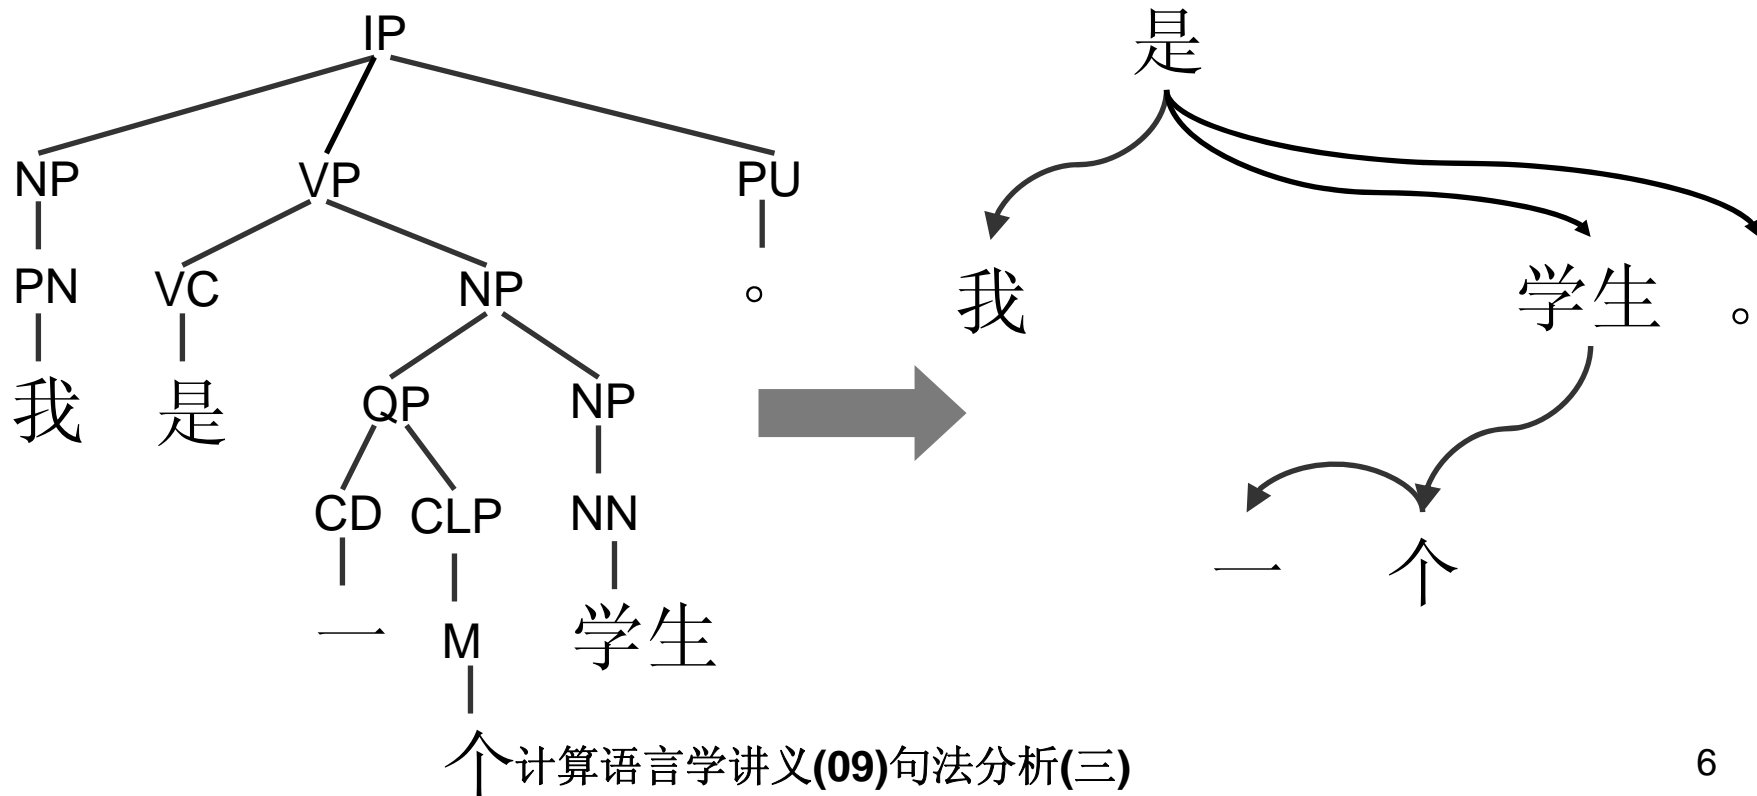 IP 是
NP VP PU
PN VC NP 。 我 学生 。
我 是 QP NP
CD CLP NN
一 个
一 M 学生
个计算语言学讲义(09)句法分析(三) 6